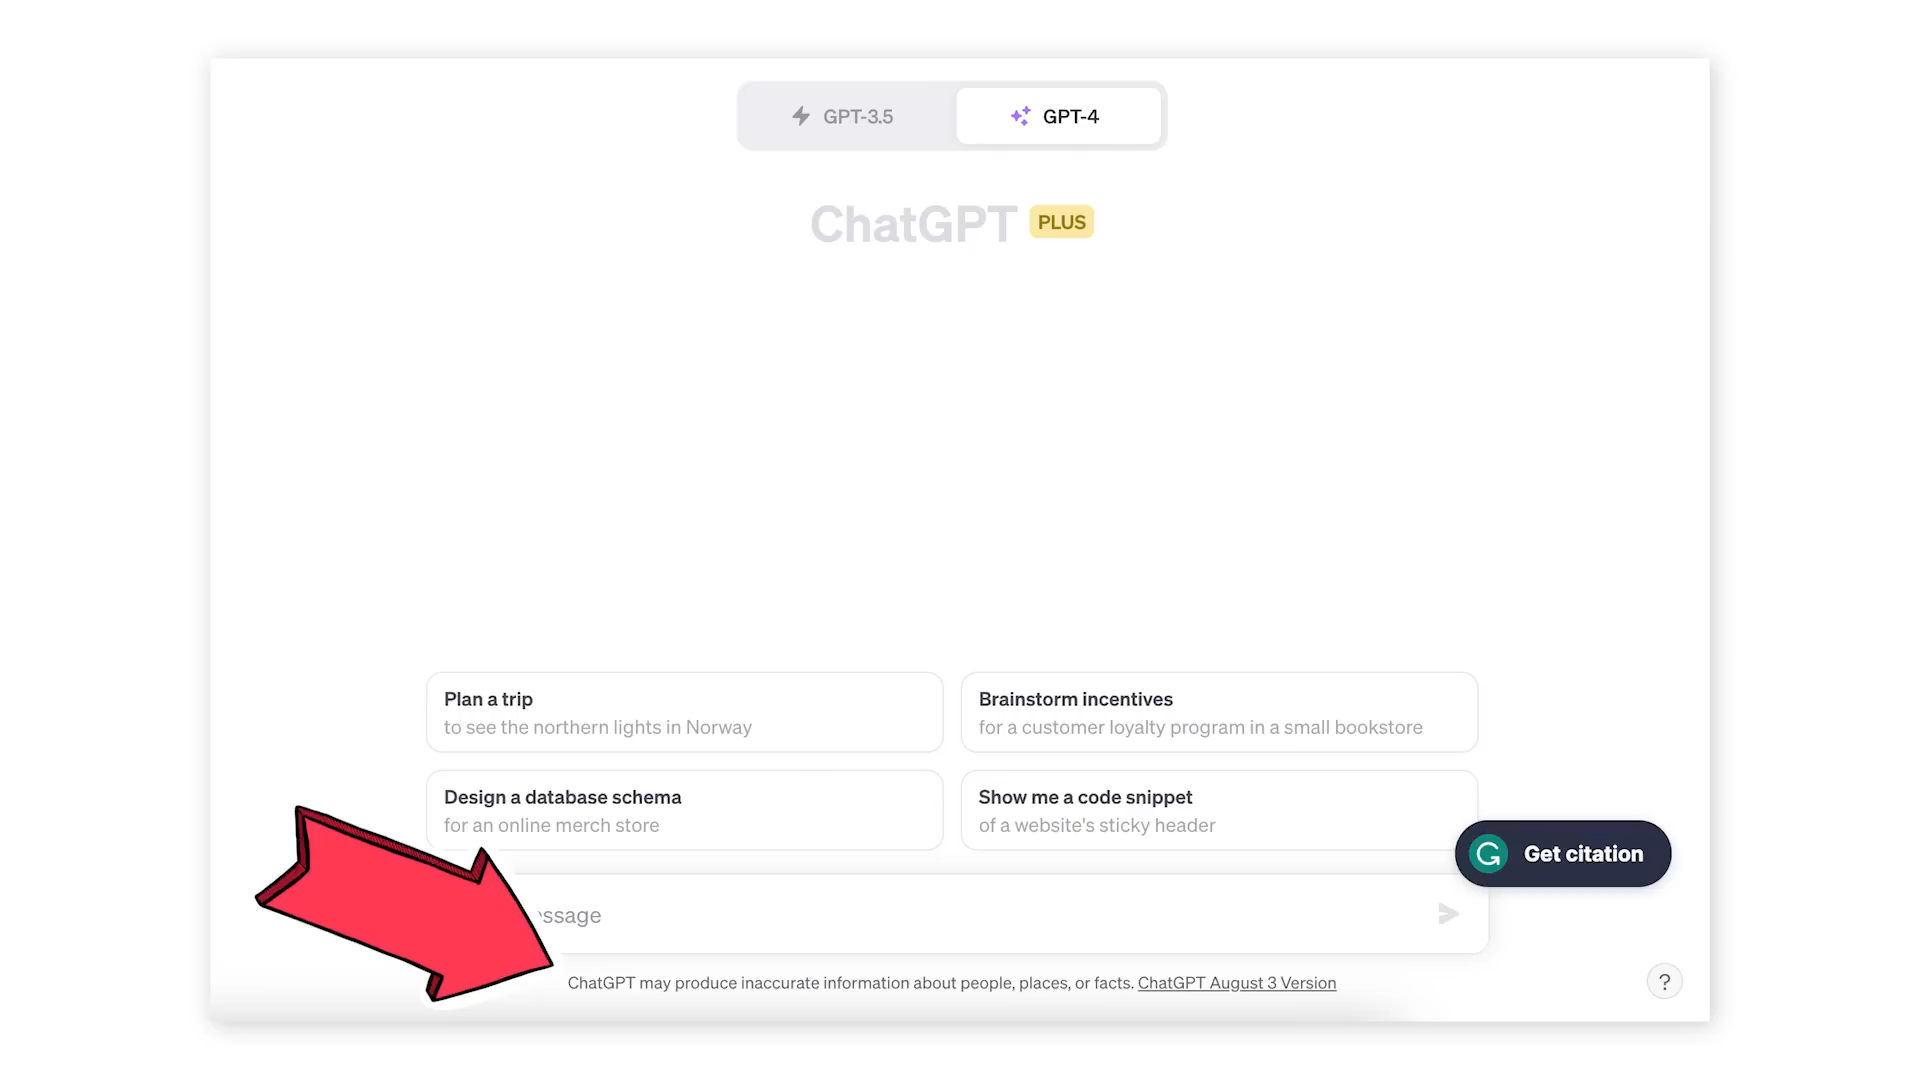 GPT-3.5
GPT-4
ChatGPT PLUS
Plan a trip
to see the northern lights in Norway
Brainstorm incentives
for a customer loyalty program in a small bookstore
Design a database schema
for an online merch store
Show me a code snippet
of a website's sticky header
G Get citation
ChatGPT may produce inaccurate information about people, places, or facts. ChatGPT August 3 Version
?